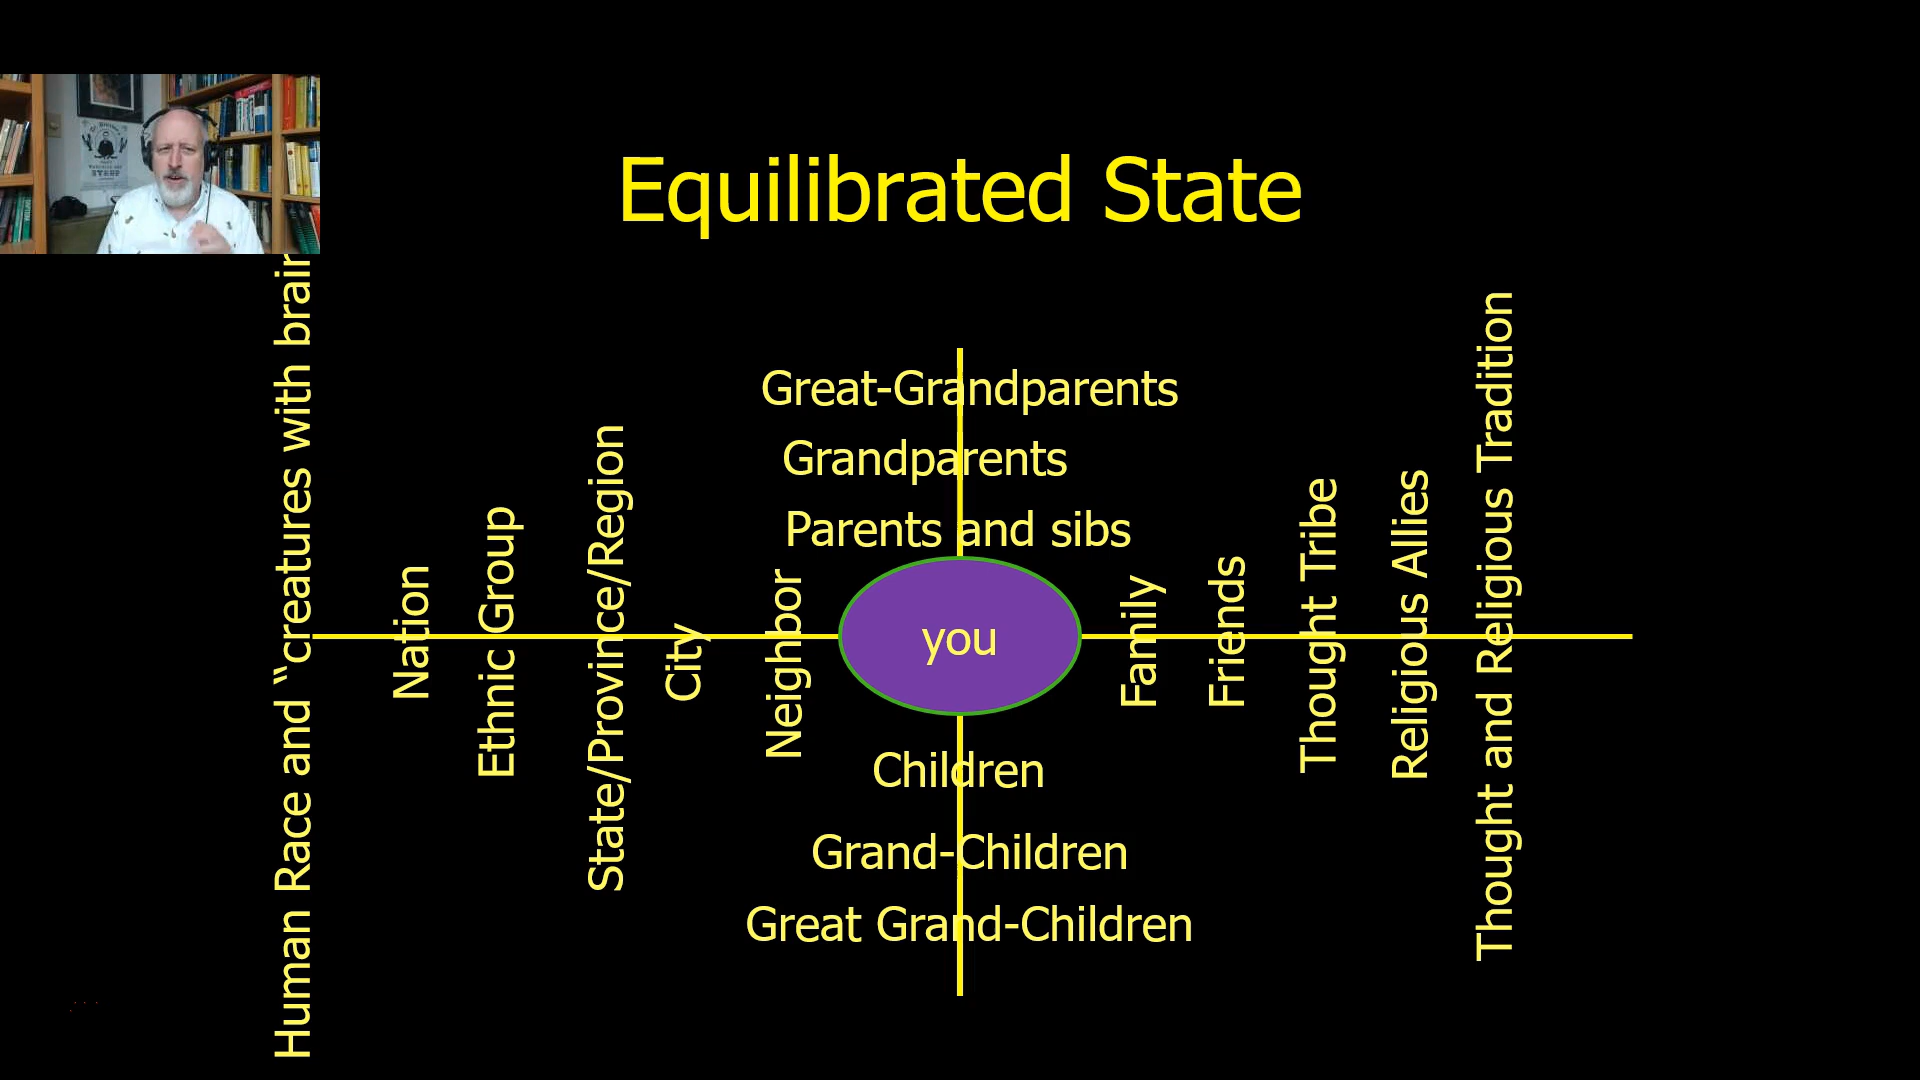 Equilibrated State
Great-Grandparents
Grandparents
Parents and sibs
you
Children
Grand-Children
Great Grand-Children
Human Race and “creatures with brain
Nation
Ethnic Group
State/Province/Region
City
Neighbor
Family
Friends
Thought Tribe
Religious Allies
Thought and Religious Tradition